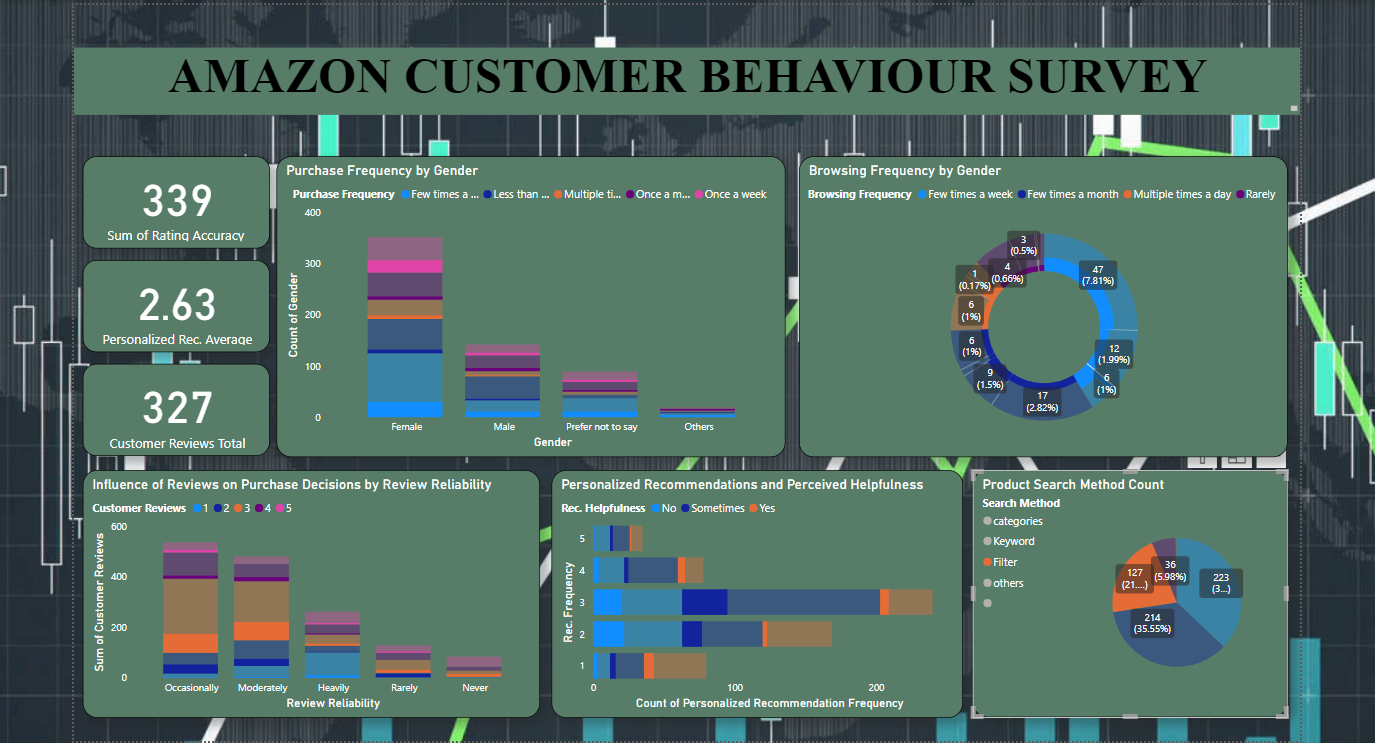 AMAZON CUSTOMER BEHAVIOUR SURVEY
339
Sum of Rating Accuracy
2.63
Personalized Rec. Average
327
Customer Reviews Total
Purchase Frequency by Gender
Purchase Frequency Few times a ... Less than ... Multiple ti... Once a m... Once a week
Count of Gender
400
300
200
100
0
Female Male Prefer not to say Others
Gender
Browsing Frequency by Gender
Browsing Frequency Few times a week Few times a month Multiple times a day Rarely
3
(0.5%)
4
(0.66%)
47
(7.81%)
1
(0.17%)
6
(1%)
12
(1.99%)
6
(1%)
6
(1%)
9
(1.5%)
17
(2.82%)
Influence of Reviews on Purchase Decisions by Review Reliability
Customer Reviews 1 2 3 4 5
Sum of Customer Reviews
600
400
200
0
Occasionally Moderately Heavily Rarely Never
Review Reliability
Personalized Recommendations and Perceived Helpfulness
Rec. Helpfulness No Sometimes Yes
Rec. Frequency
5
4
3
2
1
0 100 200
Count of Personalized Recommendation Frequency
Product Search Method Count
Search Method
categories
Keyword
Filter
others
127
(21....)
36
(5.98%)
223
(3...)
214
(35.55%)